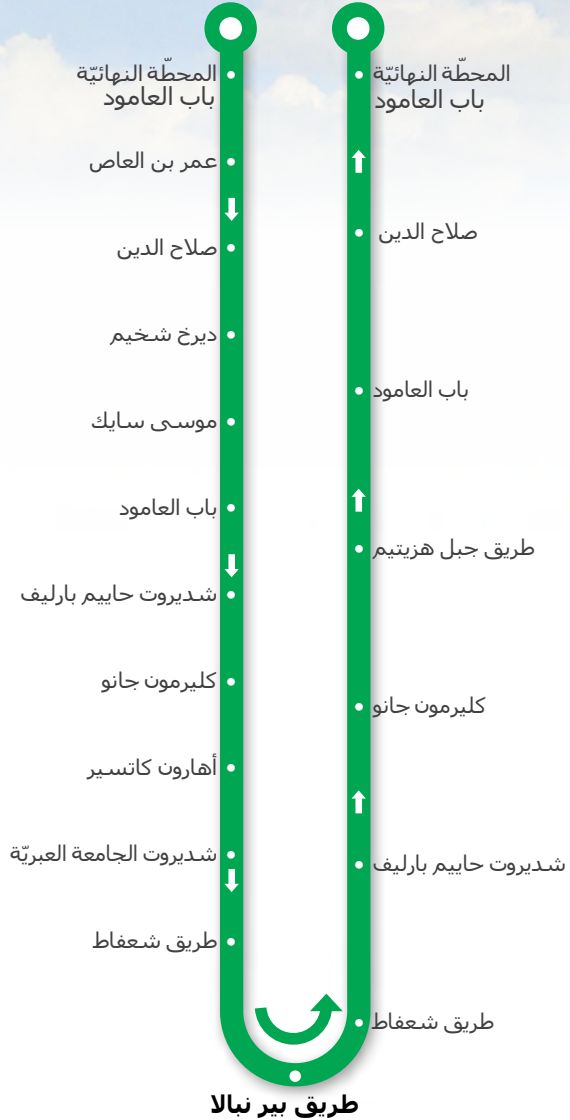 المحطّة النهائيّة
باب العامود
عمر بن العاص
صلاح الدين
ديرخ شخيم
موسى سايك
باب العامود
شديروت حاييم بارليف
كليرمون جانو
أهارون كاتسير
شديروت الجامعة العبريّة
طريق شعفاط
طريق بير نبالا
طريق شعفاط
شديروت حاييم بارليف
كليرمون جانو
طريق جبل هزيتيم
باب العامود
صلاح الدين
المحطّة النهائيّة
باب العامود